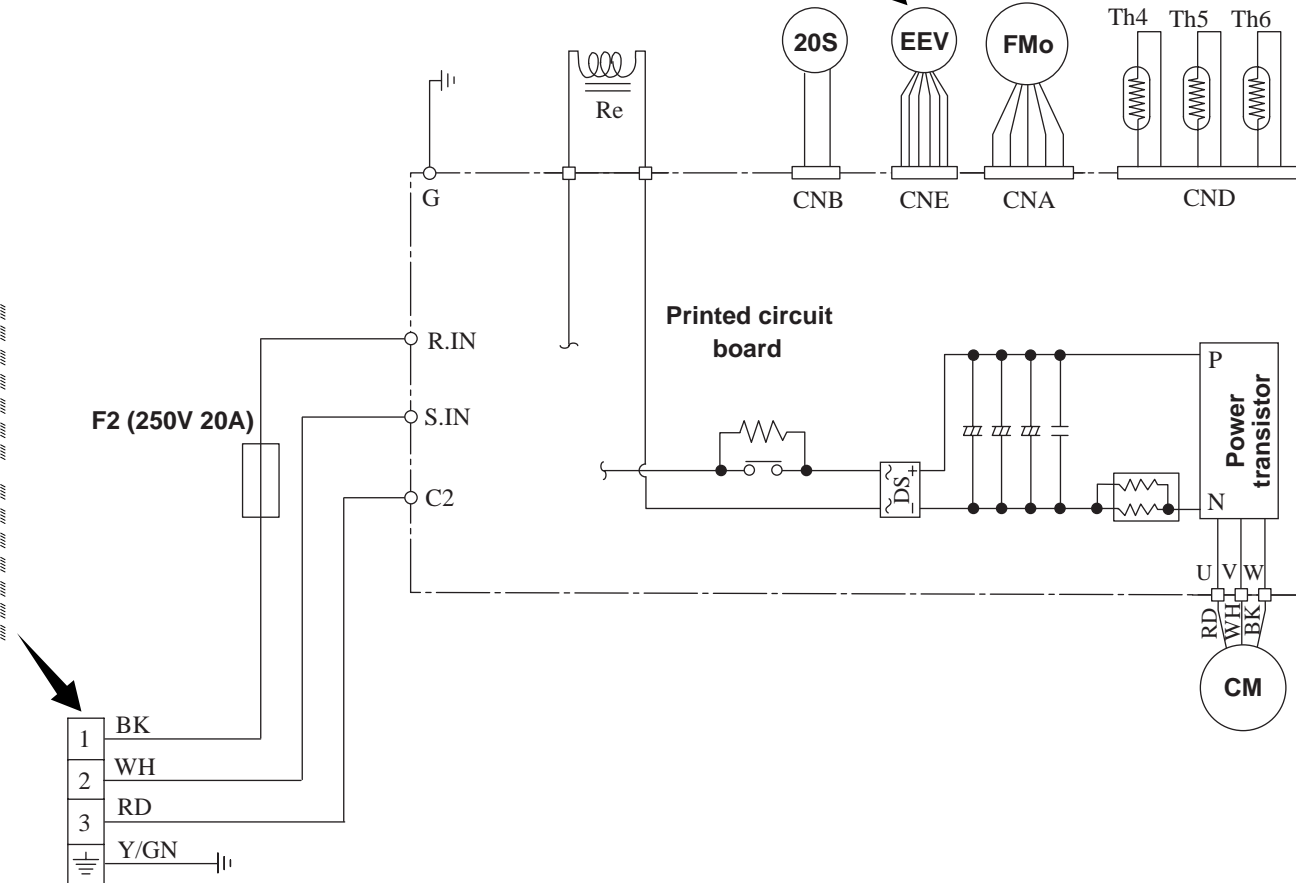 20S
EEV
FMo
Th4
Th5
Th6
Re
G
CNB
CNE
CNA
CND
R.IN
Printed circuit
board
P
Power
transistor
F2 (250V 20A)
S.IN
C2
DS
+
~
~
−
N
U
V
W
RD
WH
BK
CM
1
BK
2
WH
3
RD
Y/GN